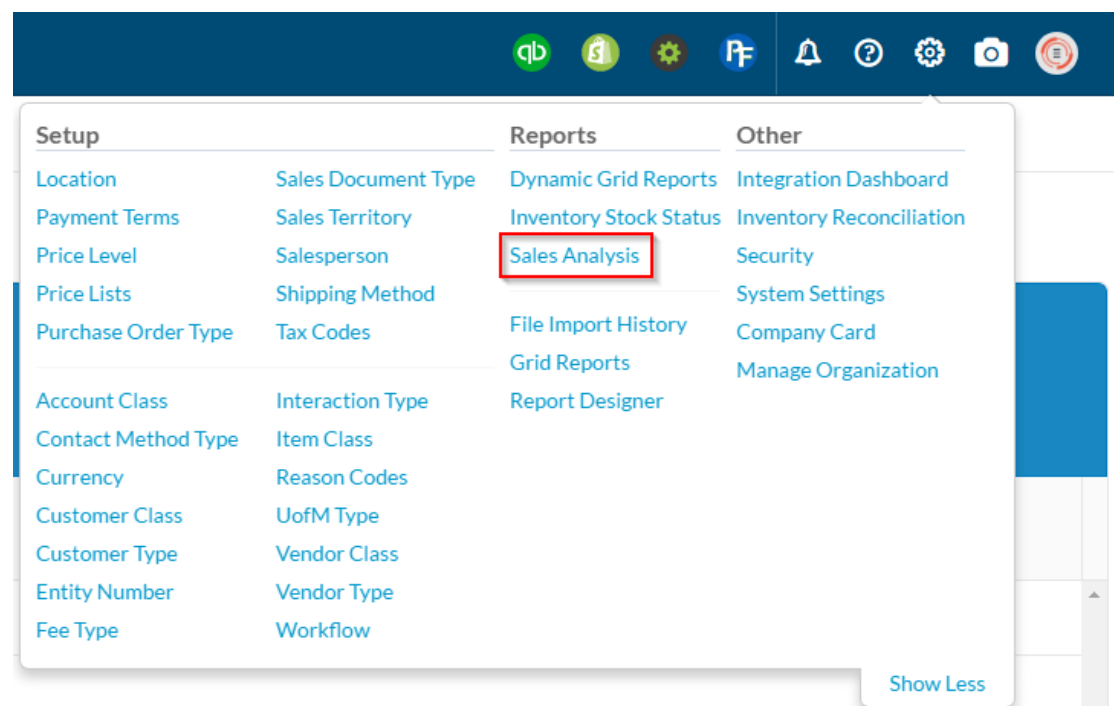 qb
Setup
Location
Payment Terms
Price Level
Price Lists
Purchase Order Type
Account Class
Contact Method Type
Currency
Customer Class
Customer Type
Entity Number
Fee Type
Sales Document Type
Sales Territory
Salesperson
Shipping Method
Tax Codes
Interaction Type
Item Class
Reason Codes
UofM Type
Vendor Class
Vendor Type
Workflow
Reports
Dynamic Grid Reports
Inventory Stock Status
Sales Analysis
File Import History
Grid Reports
Report Designer
Other
Integration Dashboard
Inventory Reconciliation
Security
System Settings
Company Card
Manage Organization
Show Less